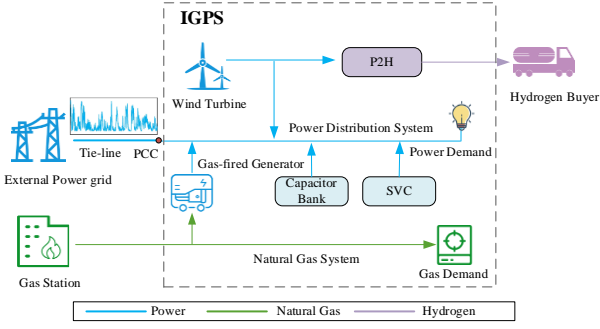 IGPS
P2H
Wind Turbine
Hydrogen Buyer
Power Distribution System
Tie-line
PCC
Power Demand
External Power grid
Gas-fired Generator
Capacitor
Bank
SVC
Natural Gas System
Gas Station
Gas Demand
Power
Natural Gas
Hydrogen